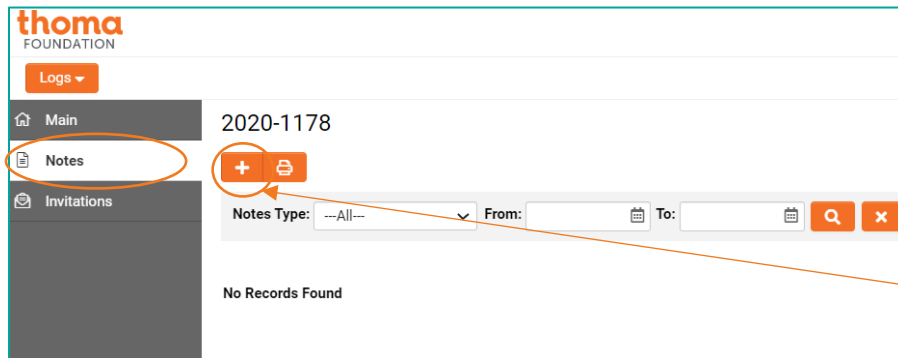 thoma
FOUNDATION
Logs
Main
Notes
Invitations
2020-1178
Notes Type: ---All--- From: To:
No Records Found